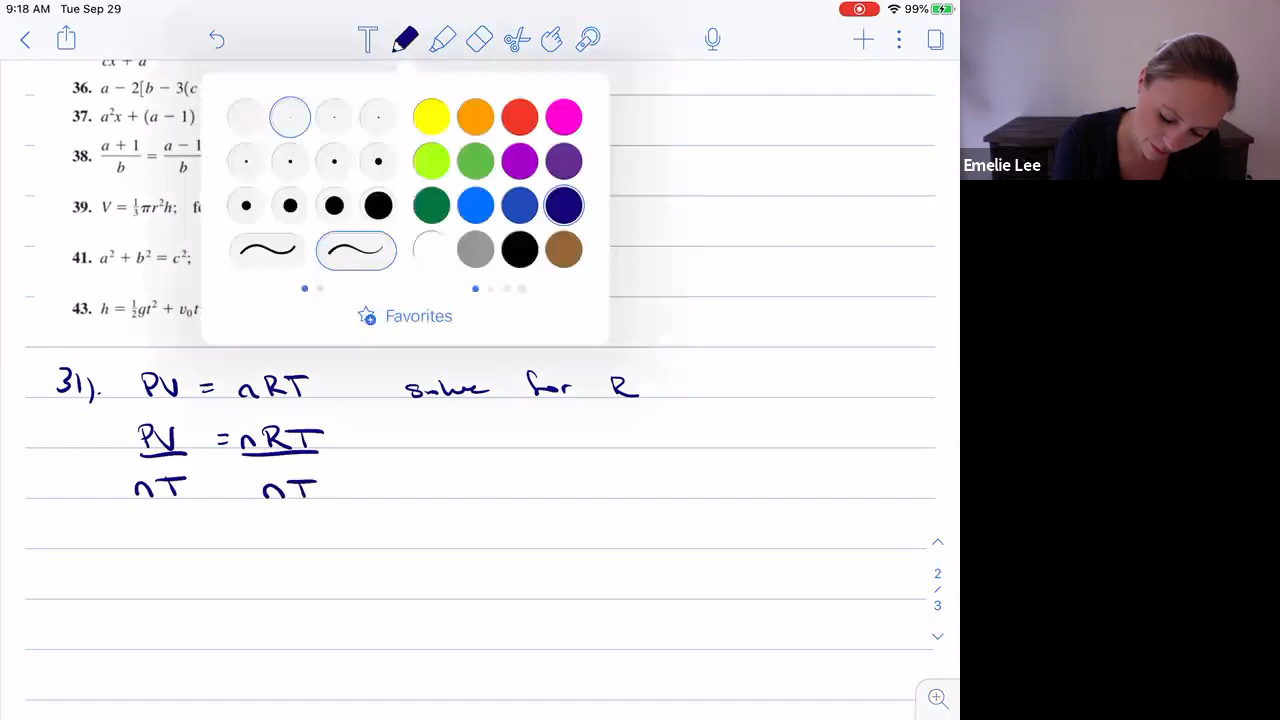 9:18 AM Tue Sep 29
99%
cx + a
36. a − 2[b − 3(c
37. a²x + (a − 1)
38. a + 1 / b = a − 1 / b
39. V = ⅓πr²h; fo
41. a² + b² = c²;
43. h = ½gt² + v₀t
Favorites
31). PV = nRT solve for R
PV = nRT
nT nT
2
/
3
Emelie Lee